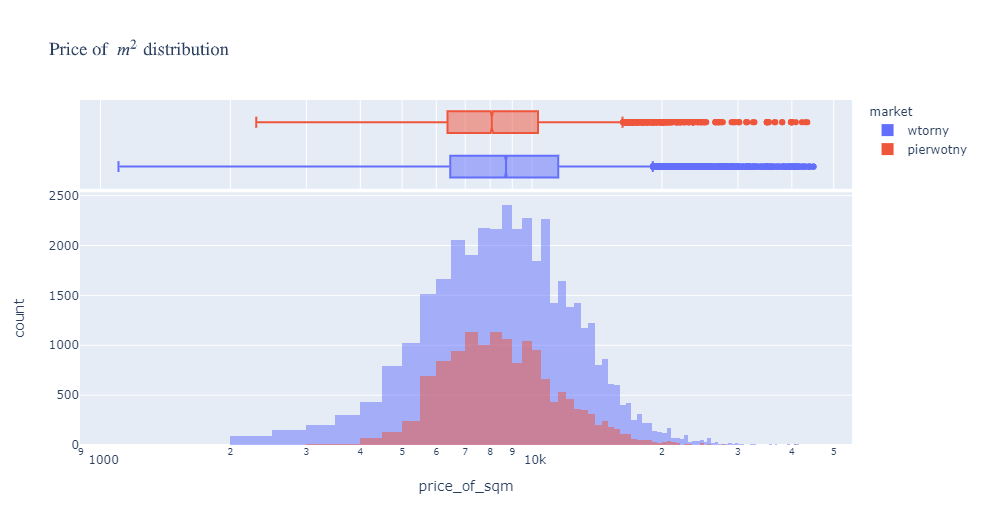 Price of m² distribution
market
wtorny
pierwotny
2500
2000
1500
1000
500
0
count
9 1000 2 3 4 5 6 7 8 9 10k 2 3 4 5
price_of_sqm